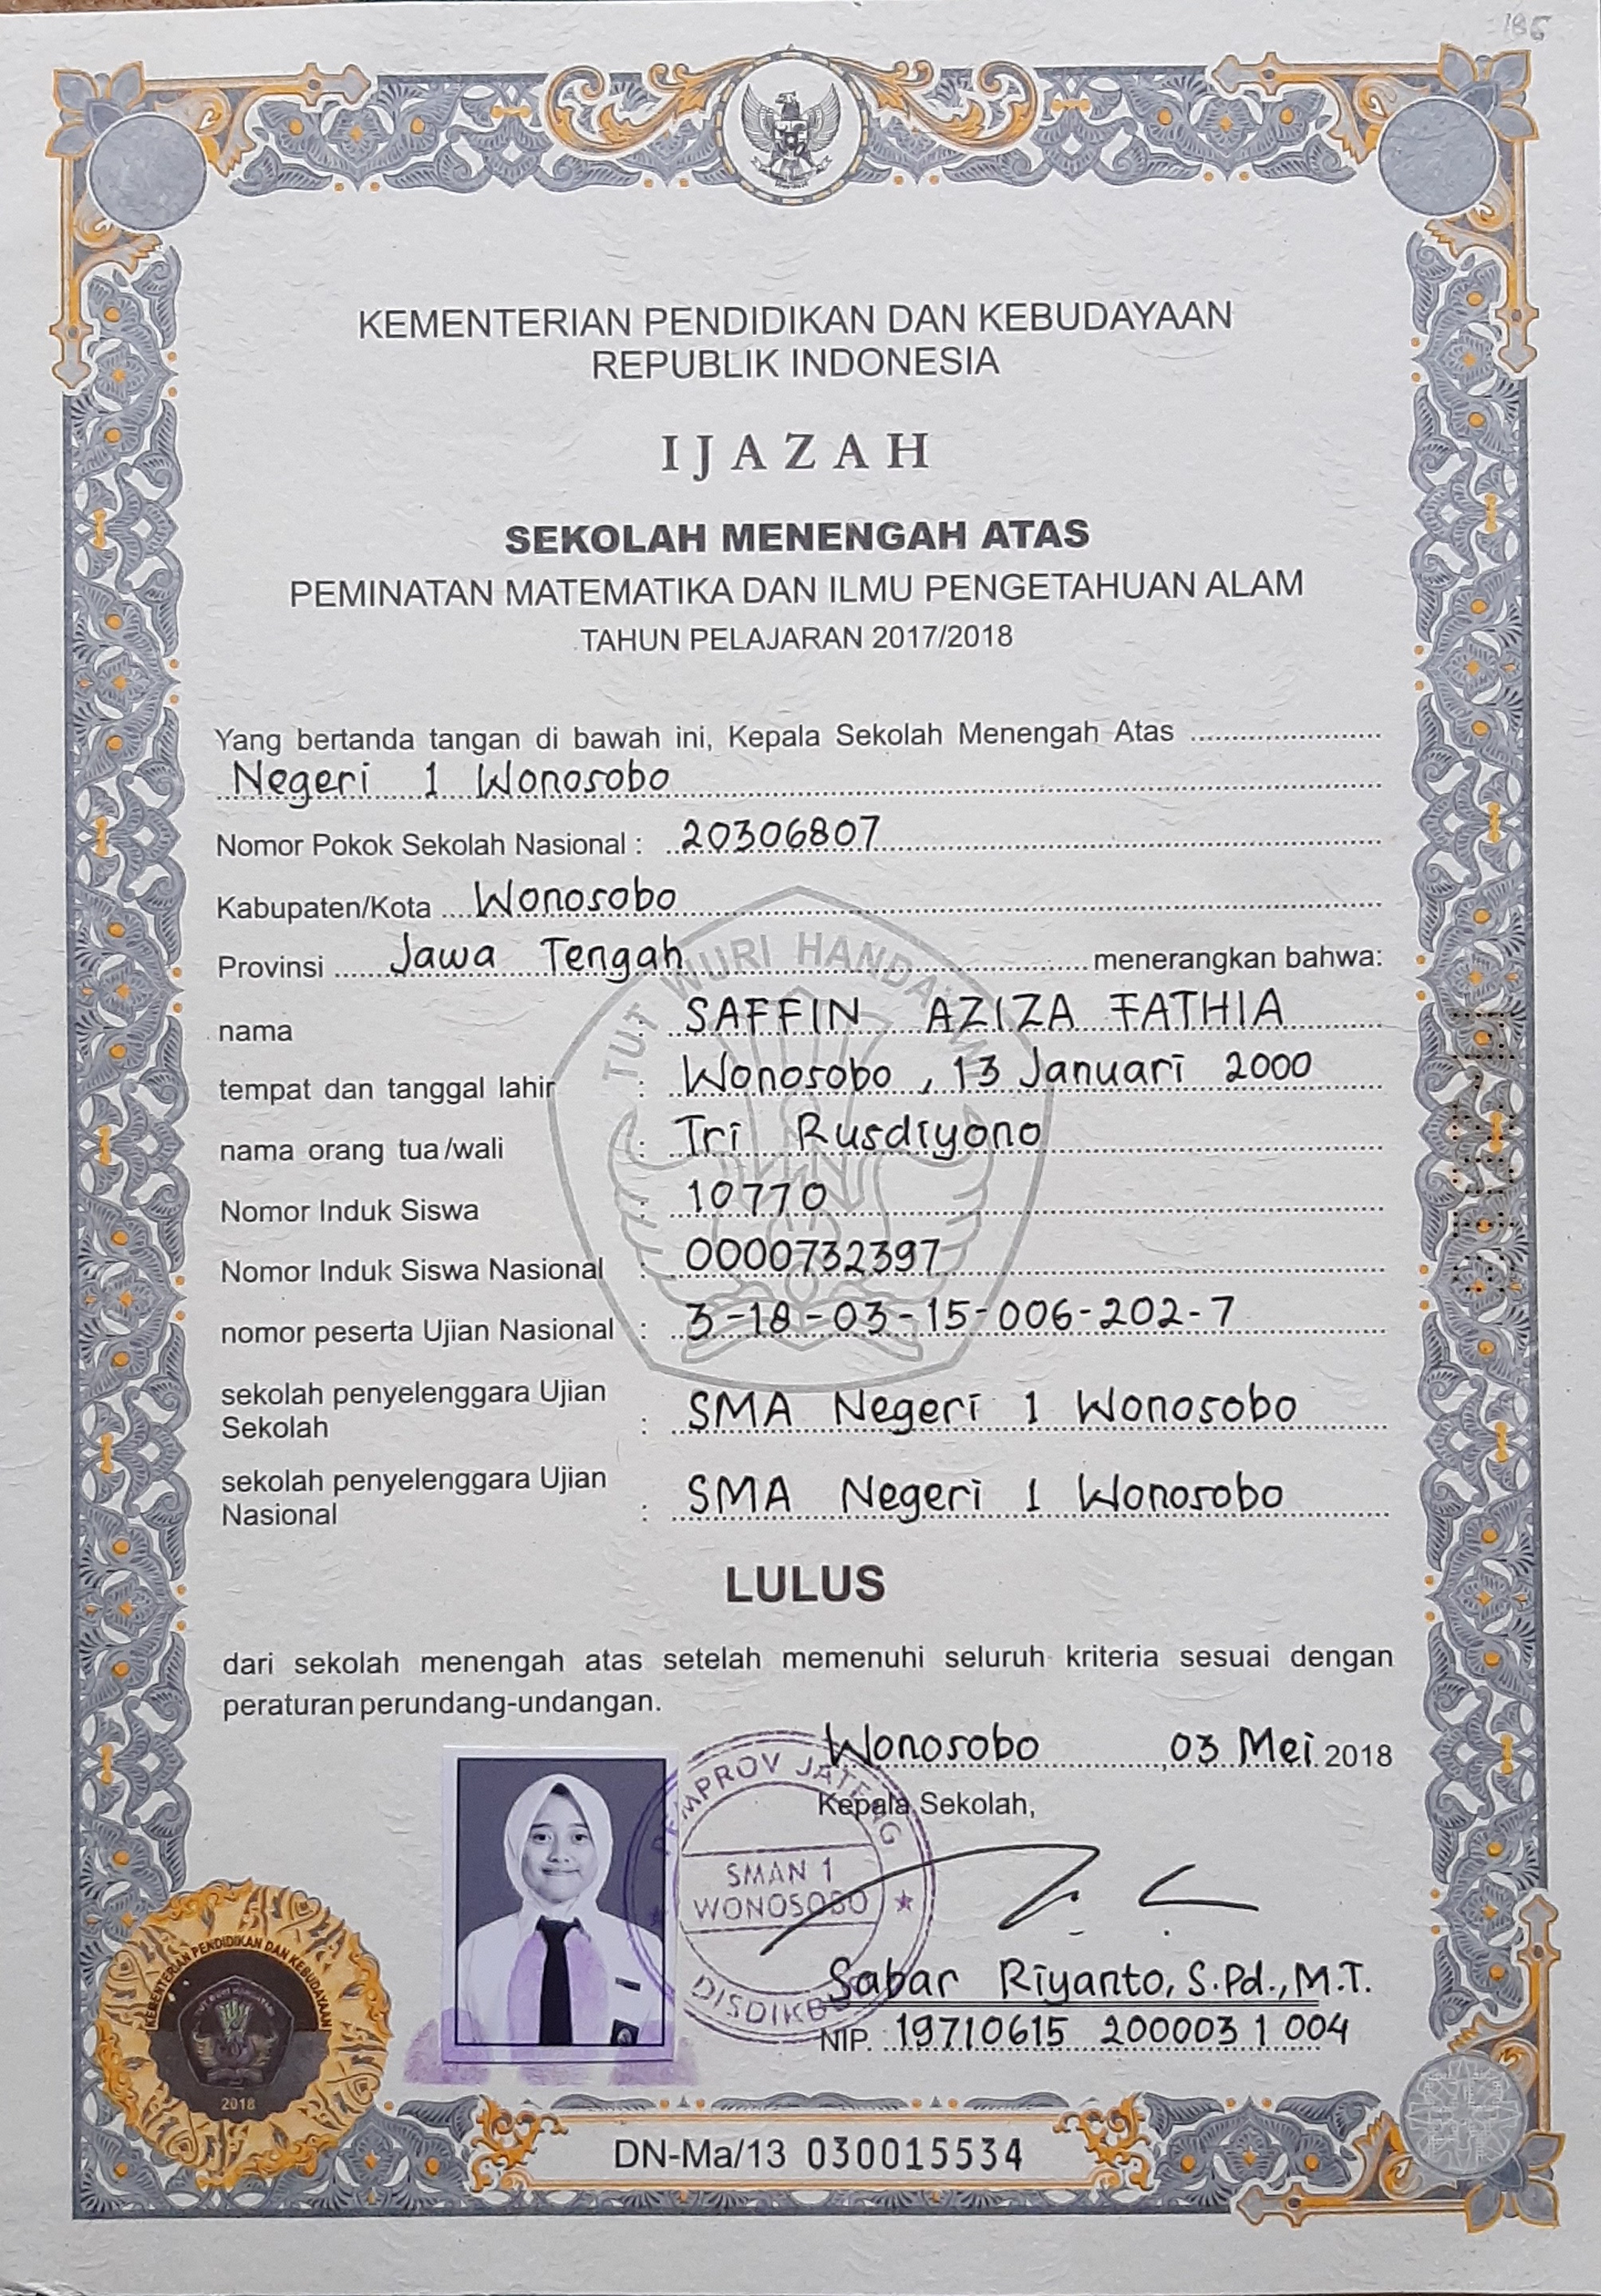 KEMENTERIAN PENDIDIKAN DAN KEBUDAYAAN
REPUBLIK INDONESIA
IJAZAH
SEKOLAH MENENGAH ATAS
PEMINATAN MATEMATIKA DAN ILMU PENGETAHUAN ALAM
TAHUN PELAJARAN 2017/2018
Yang bertanda tangan di bawah ini, Kepala Sekolah Menengah Atas
Negeri 1 Wonosobo
Nomor Pokok Sekolah Nasional : 20306807
Kabupaten/Kota Wonosobo
Provinsi Jawa Tengah menerangkan bahwa:
nama : SAFFIN AZIZA FATHIA
tempat dan tanggal lahir : Wonosobo, 13 Januari 2000
nama orang tua/wali : Tri Rusdiyono
Nomor Induk Siswa : 10770
Nomor Induk Siswa Nasional : 0000732397
nomor peserta Ujian Nasional : 3-18-03-15-006-202-7
sekolah penyelenggara Ujian : SMA Negeri 1 Wonosobo
Sekolah
sekolah penyelenggara Ujian : SMA Negeri 1 Wonosobo
Nasional
LULUS
dari sekolah menengah atas setelah memenuhi seluruh kriteria sesuai dengan
peraturan perundang-undangan.
Wonosobo, 03 Mei 2018
Kepala Sekolah,
Sabar Riyanto, S.Pd., M.T.
NIP. 19710615 200003 1 004
DN-Ma/13 030015534
KEMENTERIAN PENDIDIKAN DAN KEBUDAYAAN
2018
PEMPROV JATENG
SMAN 1
WONOSOBO
DISDIKB
TUT WURI HANDAYANI